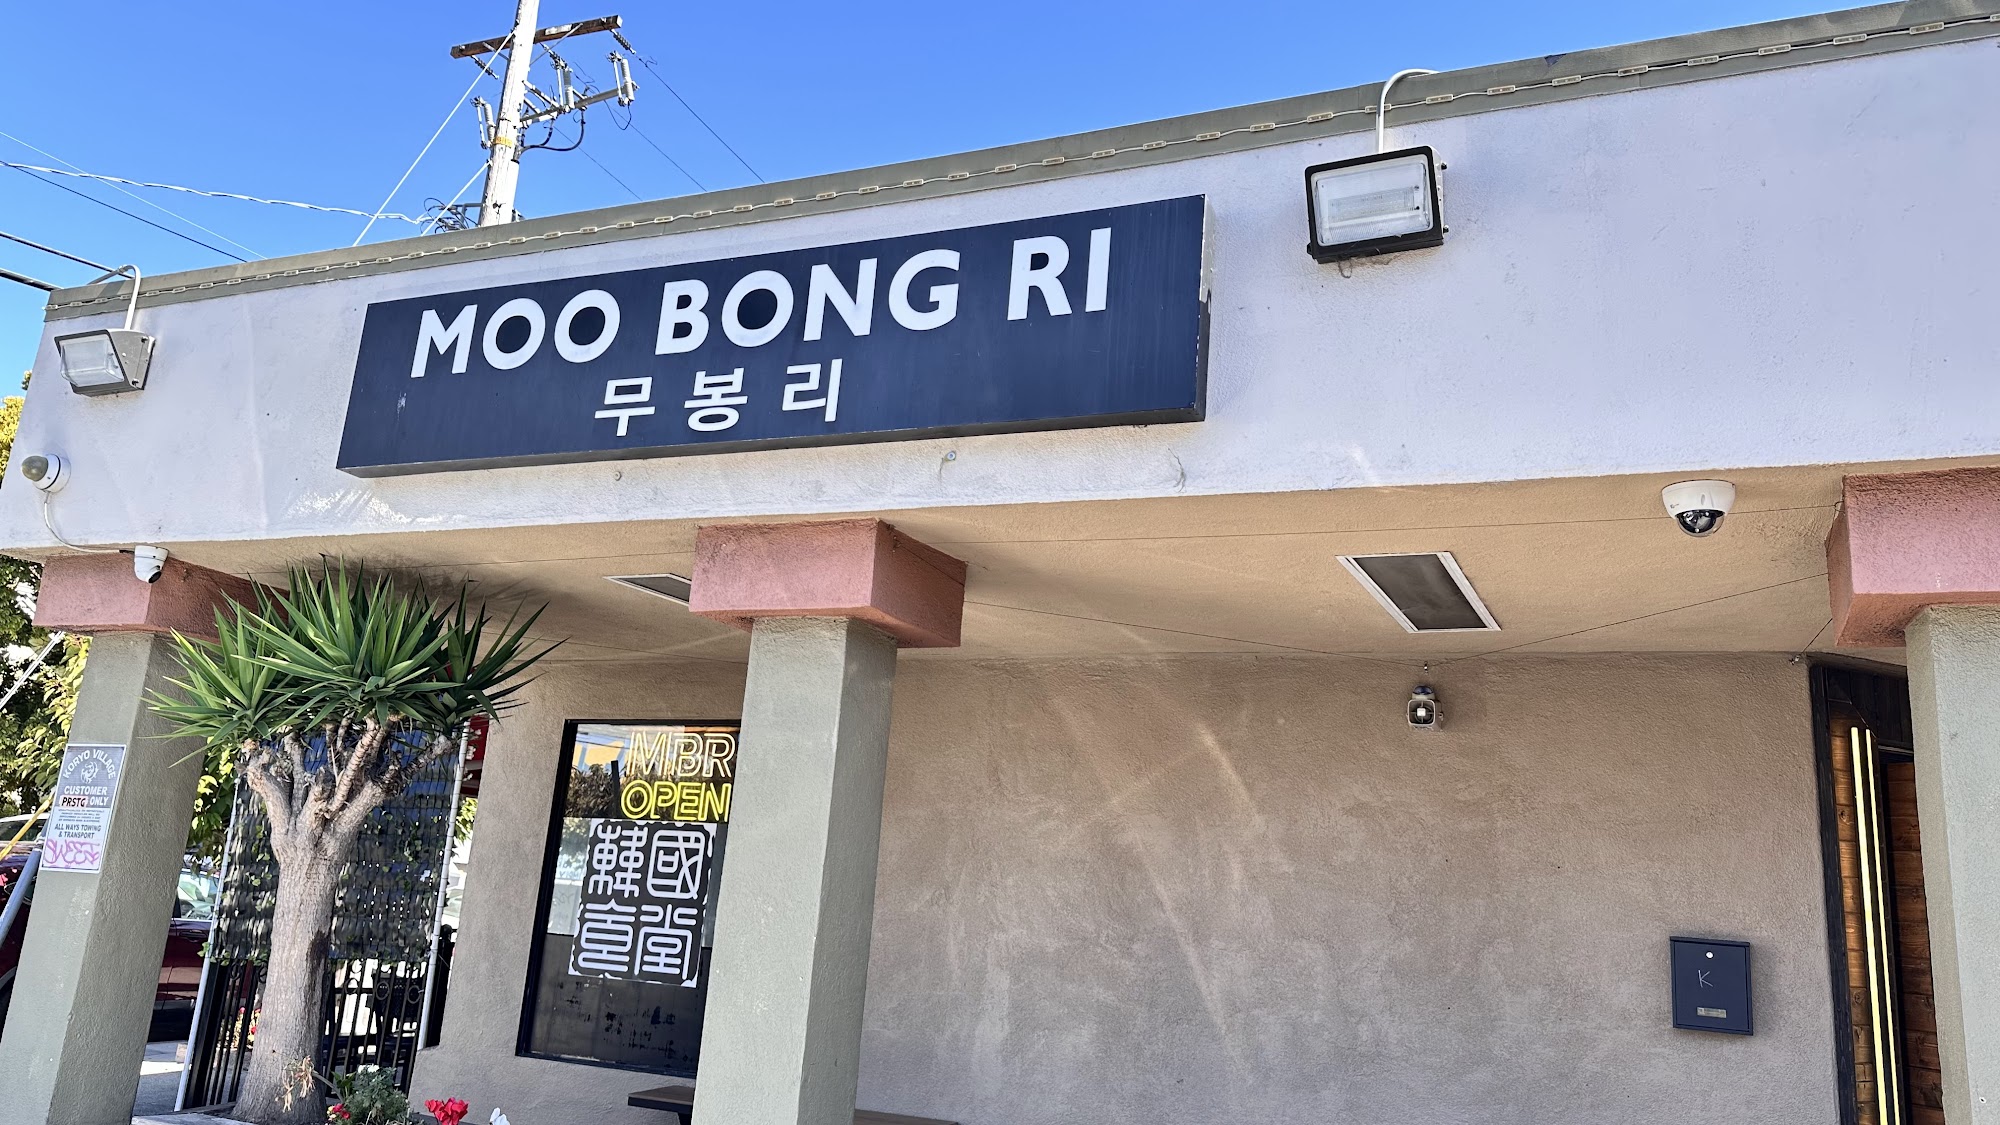 MOO BONG RI
무봉리
MBR
OPEN
韓國
食堂
KORYO VILLAGE
CUSTOMER
PRSTG ONLY
ALL WAYS TOWING
& TRANSPORT
K